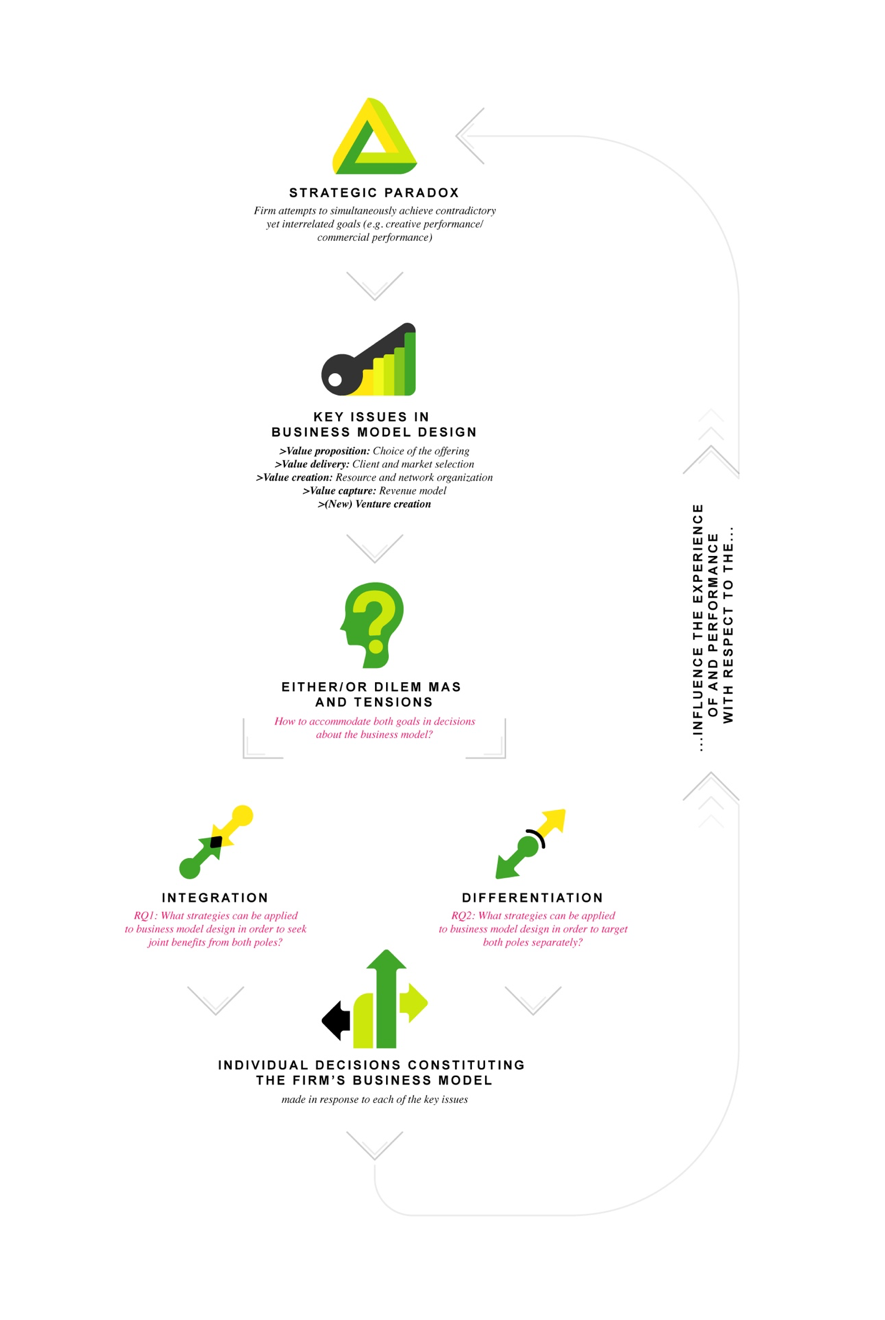 STRATEGIC PARADOX
Firm attempts to simultaneously achieve contradictory
yet interrelated goals (e.g. creative performance/
commercial performance)
KEY ISSUES IN
BUSINESS MODEL DESIGN
>Value proposition: Choice of the offering
>Value delivery: Client and market selection
>Value creation: Resource and network organization
>Value capture: Revenue model
>(New) Venture creation
EITHER/OR DILEM MAS
AND TENSIONS
How to accommodate both goals in decisions
about the business model?
INTEGRATION
RQ1: What strategies can be applied
to business model design in order to seek
joint benefits from both poles?
DIFFERENTIATION
RQ2: What strategies can be applied
to business model design in order to target
both poles separately?
INDIVIDUAL DECISIONS CONSTITUTING
THE FIRM’S BUSINESS MODEL
made in response to each of the key issues
...INFLUENCE THE EXPERIENCE
OF AND PERFORMANCE
WITH RESPECT TO THE...